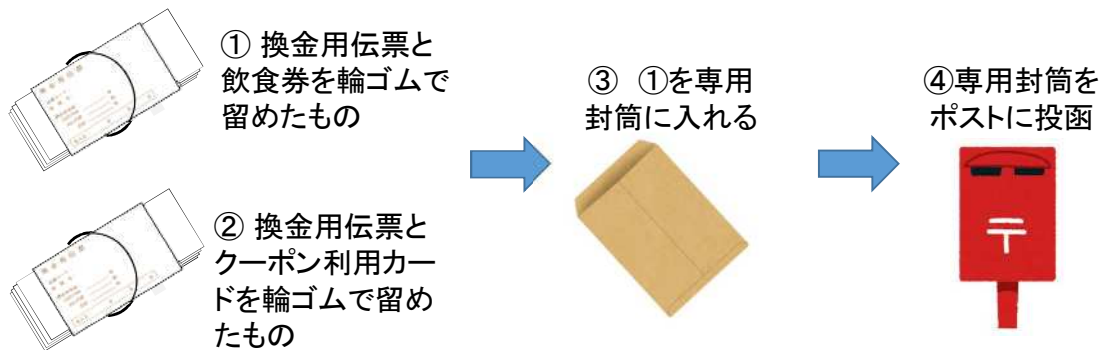 ① 換金用伝票と
飲食券を輪ゴムで
留めたもの
② 換金用伝票と
クーポン利用カー
ドを輪ゴムで留め
たもの
③ ①を専用
封筒に入れる
④専用封筒を
ポストに投函